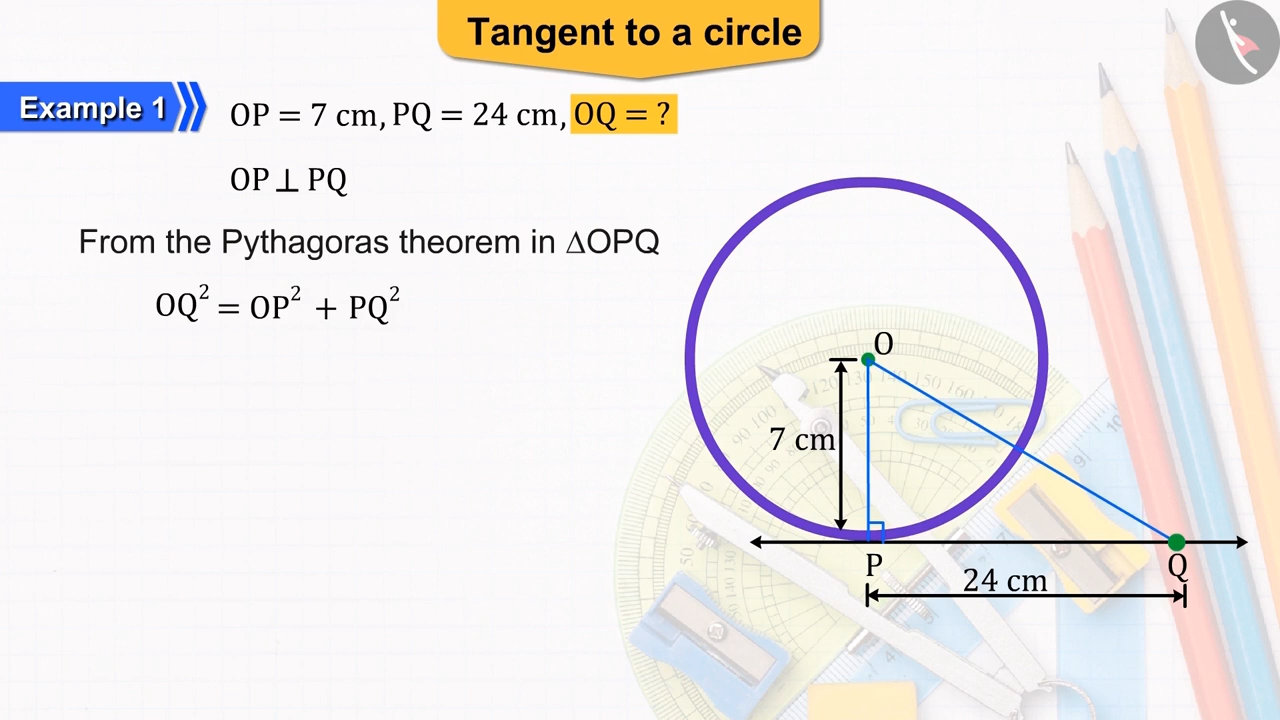 Tangent to a circle
Example 1
OP = 7 cm, PQ = 24 cm, OQ = ?
OP ⊥ PQ
From the Pythagoras theorem in ΔOPQ
OQ² = OP² + PQ²
O
7 cm
P
Q
24 cm